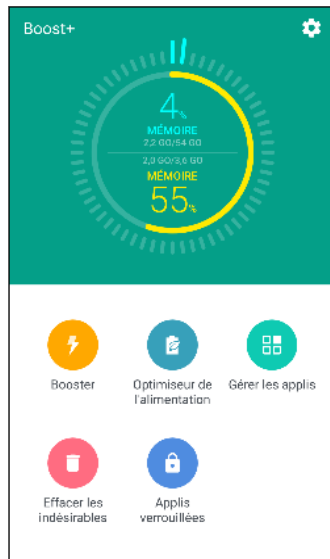 Boost+
4%
MÉMOIRE
2,2 GO/54 GO
2,0 GO/3,6 GO
MÉMOIRE
55%
Booster
Optimiseur de
l'alimentation
Gérer les applis
Effacer les
indésirables
Applis
verrouillées